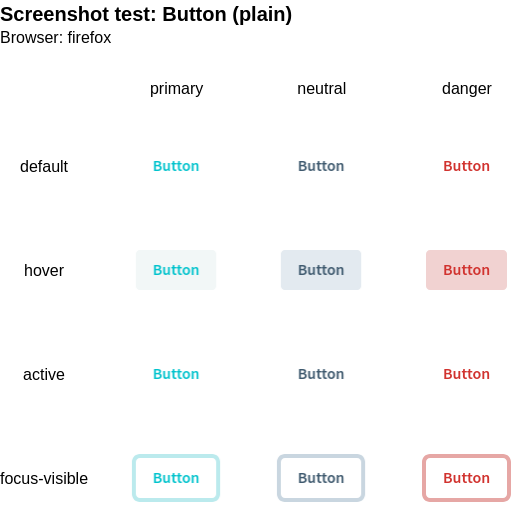 Screenshot test: Button (plain)
Browser: firefox
primary neutral danger
default Button Button Button
hover Button Button Button
active Button Button Button
focus-visible Button Button Button